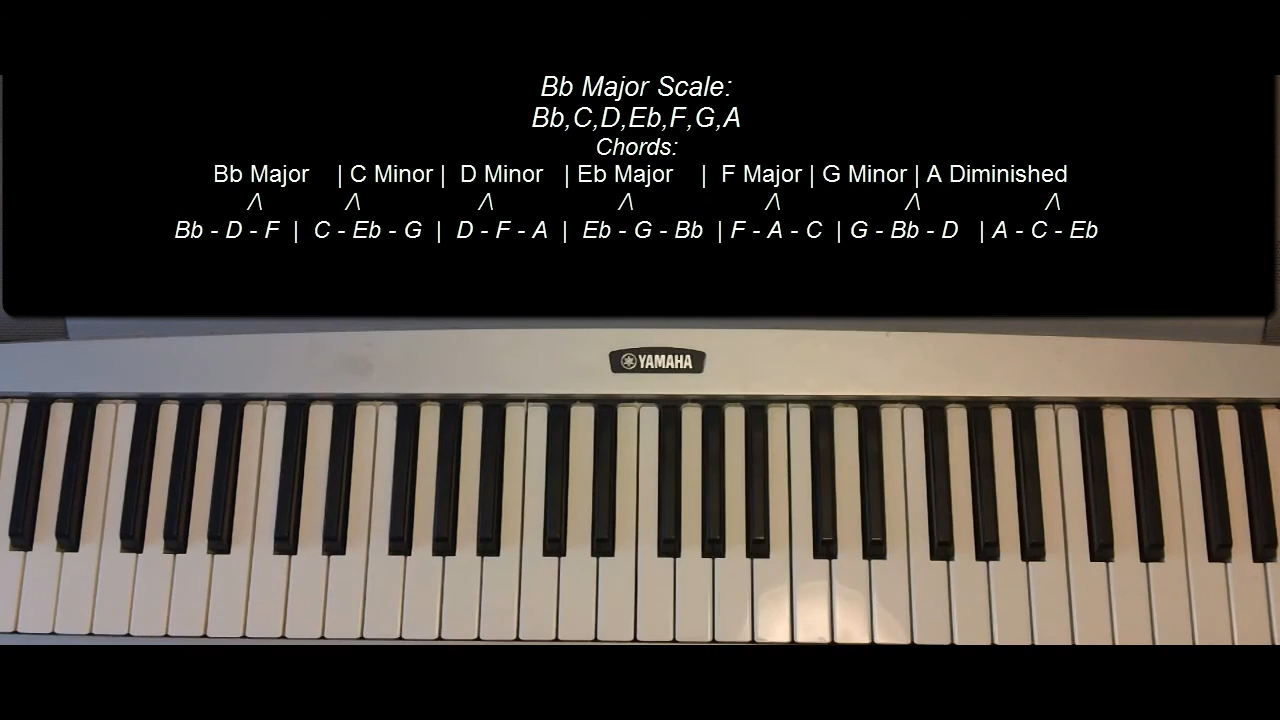 Bb Major Scale:
Bb,C,D,Eb,F,G,A
Chords:
Bb Major | C Minor | D Minor | Eb Major | F Major | G Minor | A Diminished
/\ /\ /\ /\ /\ /\ /\
Bb - D - F | C - Eb - G | D - F - A | Eb - G - Bb | F - A - C | G - Bb - D | A - C - Eb
YAMAHA